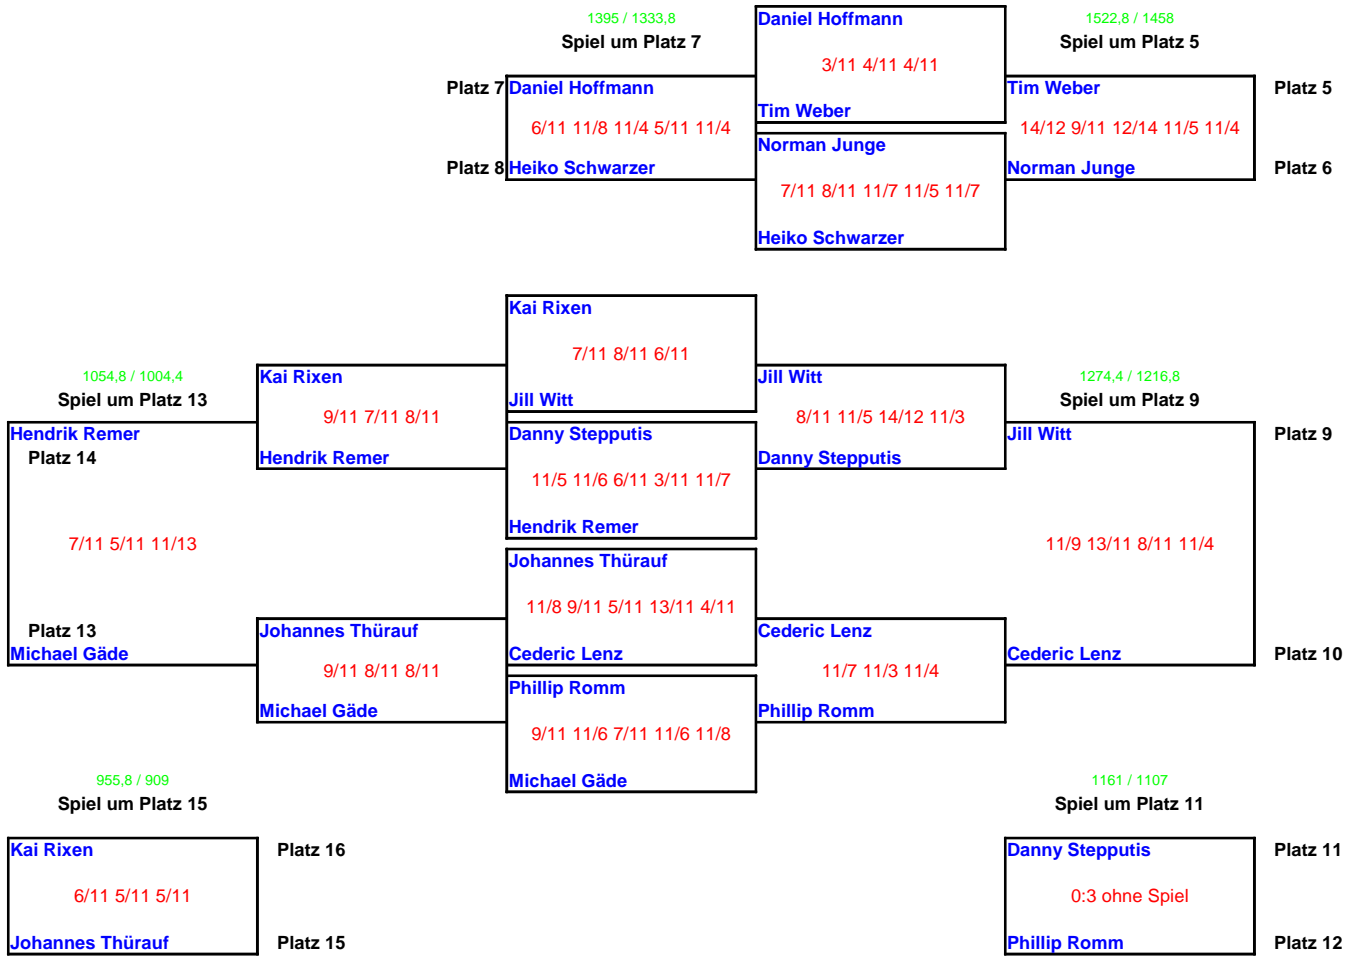 1395 / 1333,8
Daniel Hoffmann
1522,8 / 1458
Spiel um Platz 7
Spiel um Platz 5
3/11 4/11 4/11
Platz 7
Daniel Hoffmann
Tim Weber
Platz 5
Tim Weber
6/11 11/8 11/4 5/11 11/4
14/12 9/11 12/14 11/5 11/4
Norman Junge
Platz 8
Heiko Schwarzer
Norman Junge
Platz 6
7/11 8/11 11/7 11/5 11/7
Heiko Schwarzer
Kai Rixen
7/11 8/11 6/11
1054,8 / 1004,4
Kai Rixen
Jill Witt
1274,4 / 1216,8
Spiel um Platz 13
Jill Witt
Spiel um Platz 9
9/11 7/11 8/11
8/11 11/5 14/12 11/3
Hendrik Remer
Danny Stepputis
Jill Witt
Platz 9
Platz 14
Hendrik Remer
Danny Stepputis
11/5 11/6 6/11 3/11 11/7
Hendrik Remer
7/11 5/11 11/13
11/9 13/11 8/11 11/4
Johannes Thürauf
11/8 9/11 5/11 13/11 4/11
Platz 13
Johannes Thürauf
Cederic Lenz
Michael Gäde
Cederic Lenz
Cederic Lenz
Platz 10
9/11 8/11 8/11
11/7 11/3 11/4
Phillip Romm
Michael Gäde
Phillip Romm
9/11 11/6 7/11 11/6 11/8
955,8 / 909
Michael Gäde
1161 / 1107
Spiel um Platz 15
Spiel um Platz 11
Kai Rixen
Platz 16
Danny Stepputis
Platz 11
6/11 5/11 5/11
0:3 ohne Spiel
Johannes Thürauf
Platz 15
Phillip Romm
Platz 12